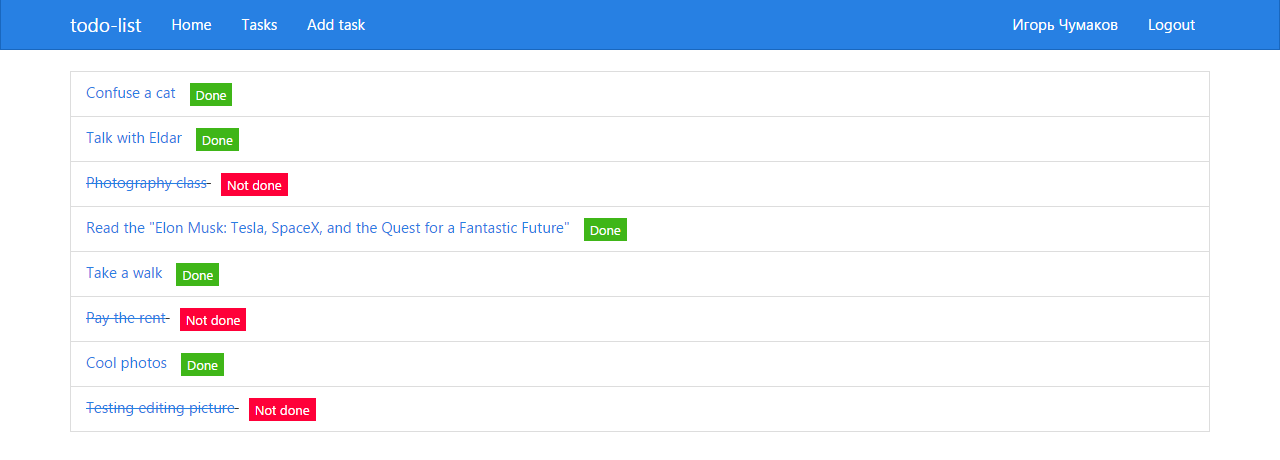 todo-list Home Tasks Add task Игорь Чумаков Logout
Confuse a cat Done
Talk with Eldar Done
Photography class Not done
Read the "Elon Musk: Tesla, SpaceX, and the Quest for a Fantastic Future" Done
Take a walk Done
Pay the rent Not done
Cool photos Done
Testing editing picture Not done